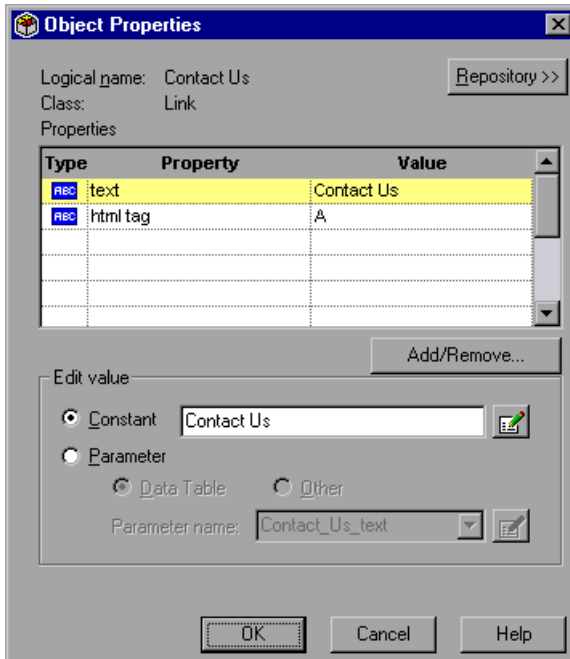 Object Properties
Logical name: Contact Us
Repository >>
Class: Link
Properties
Type Property Value
ABC text Contact Us
ABC html tag A
Add/Remove...
Edit value
Constant Contact Us
Parameter
Data Table Other
Parameter name: Contact_Us_text
OK Cancel Help